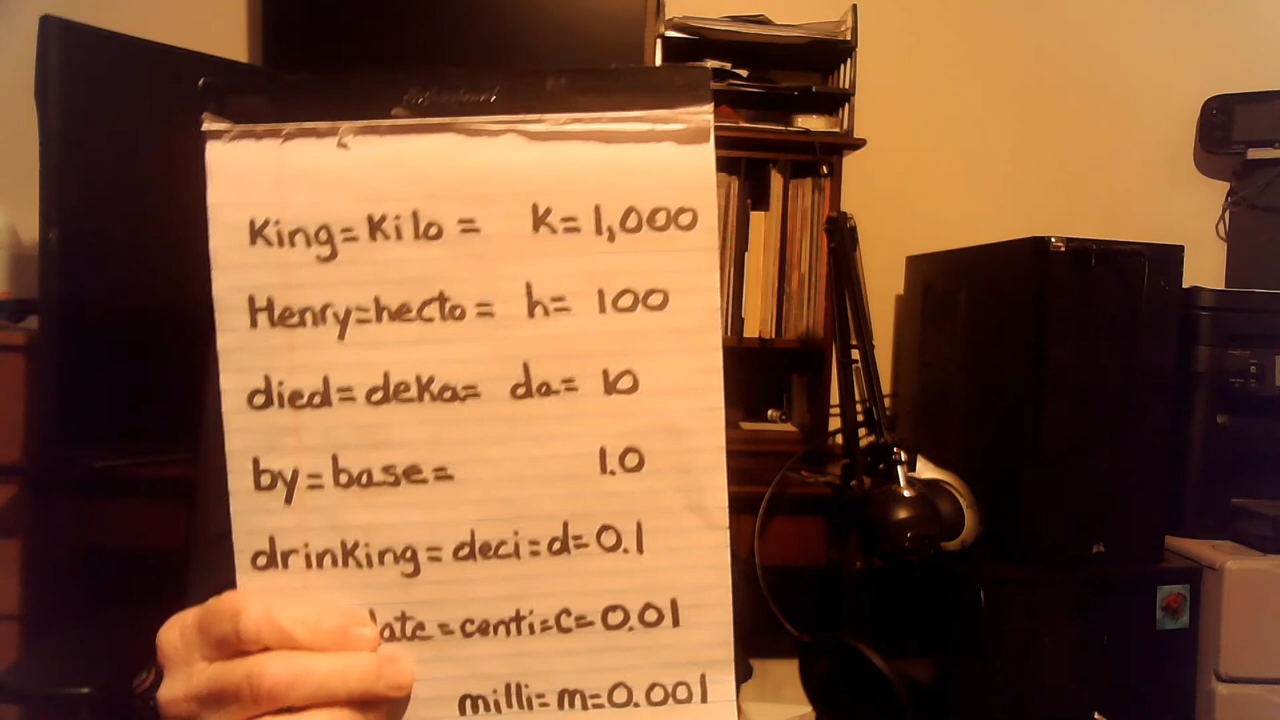 King=Kilo= K=1,000
Henry=hecto= h= 100
died=deka= da= 10
by=base= 1.0
drinking=deci=d=0.1
late=centi=c=0.01
milli=m=0.001